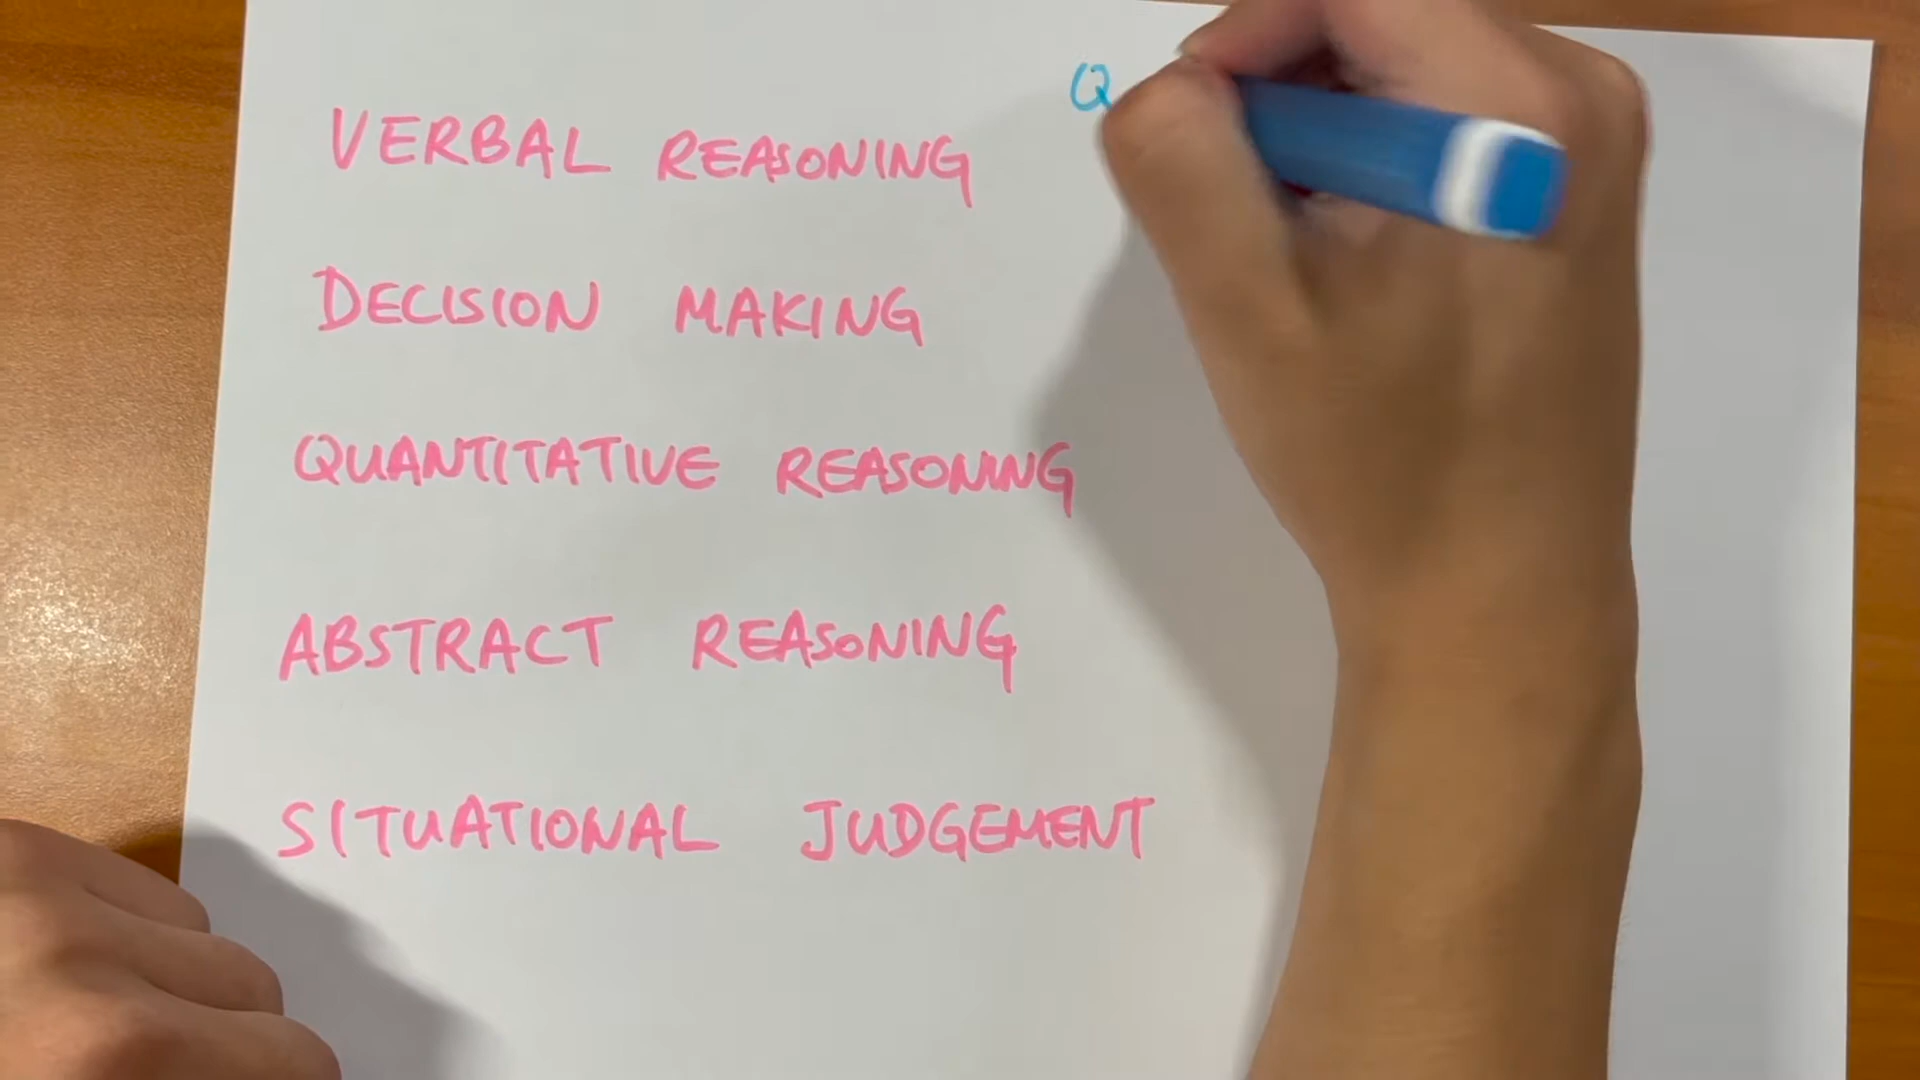 Q
VERBAL REASONING
DECISION MAKING
QUANTITATIVE REASONING
ABSTRACT REASONING
SITUATIONAL JUDGEMENT